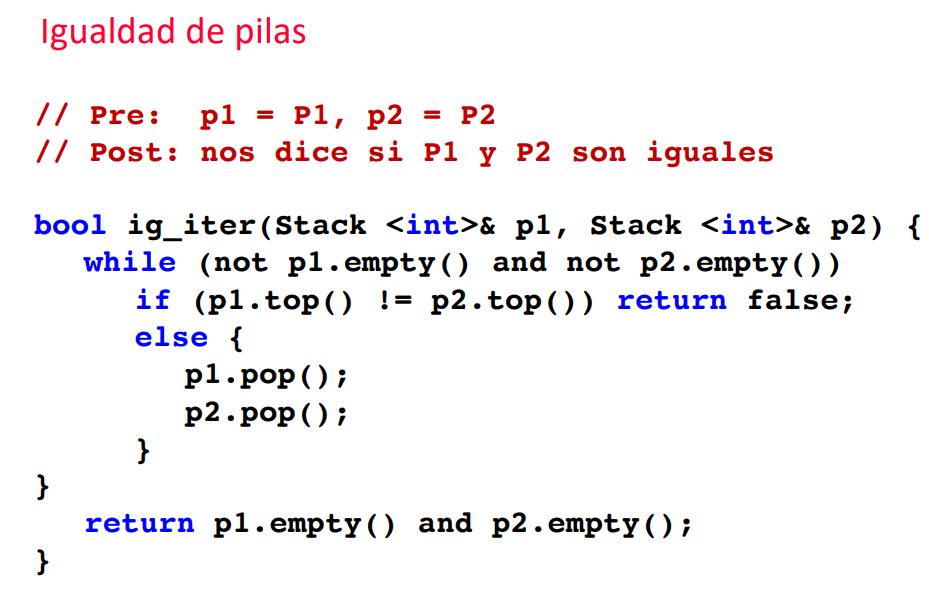 Igualdad de pilas
// Pre:  p1 = P1, p2 = P2
// Post: nos dice si P1 y P2 son iguales
bool ig_iter(Stack <int>& p1, Stack <int>& p2) {
while (not p1.empty() and not p2.empty())
if (p1.top() != p2.top()) return false;
else {
p1.pop();
p2.pop();
}
}
return p1.empty() and p2.empty();
}